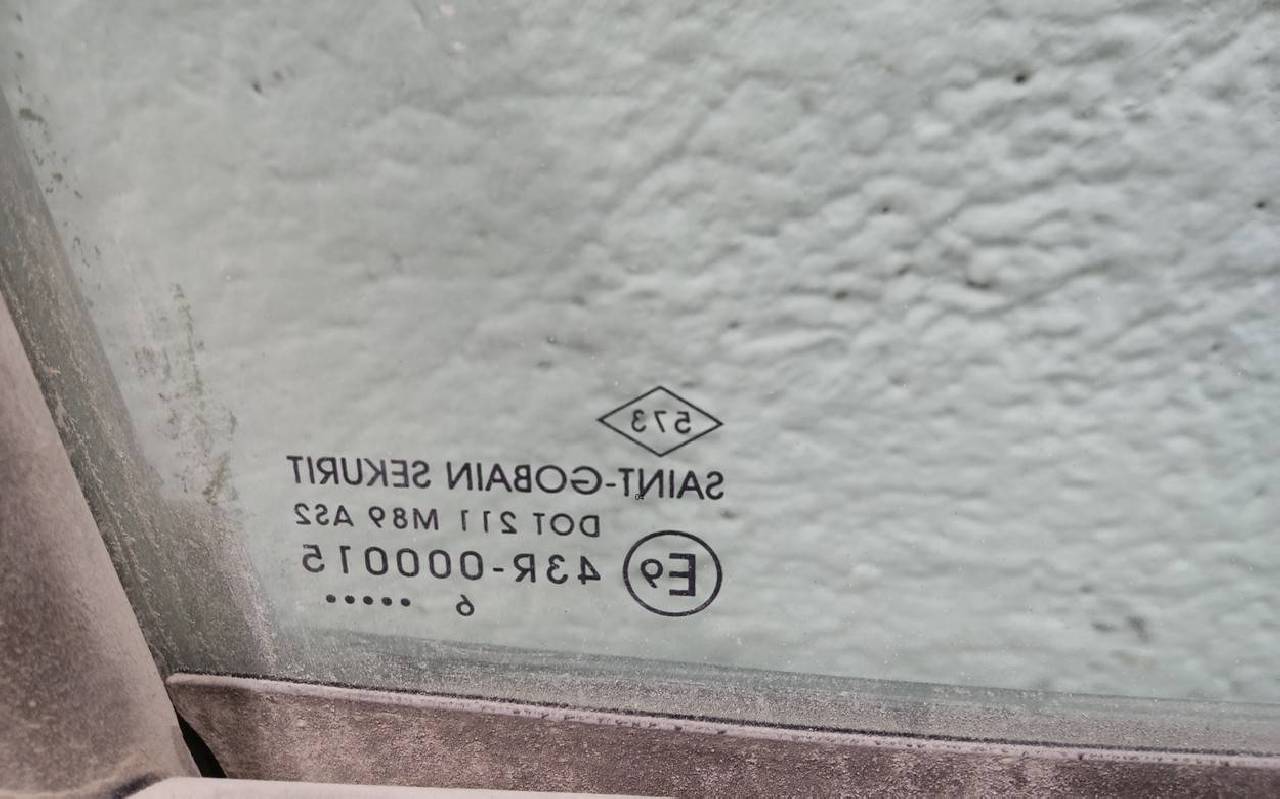 573
SAINT-GOBAIN SEKURIT
DOT 211 M89 AS2
E9 43R-000015
6 •••••